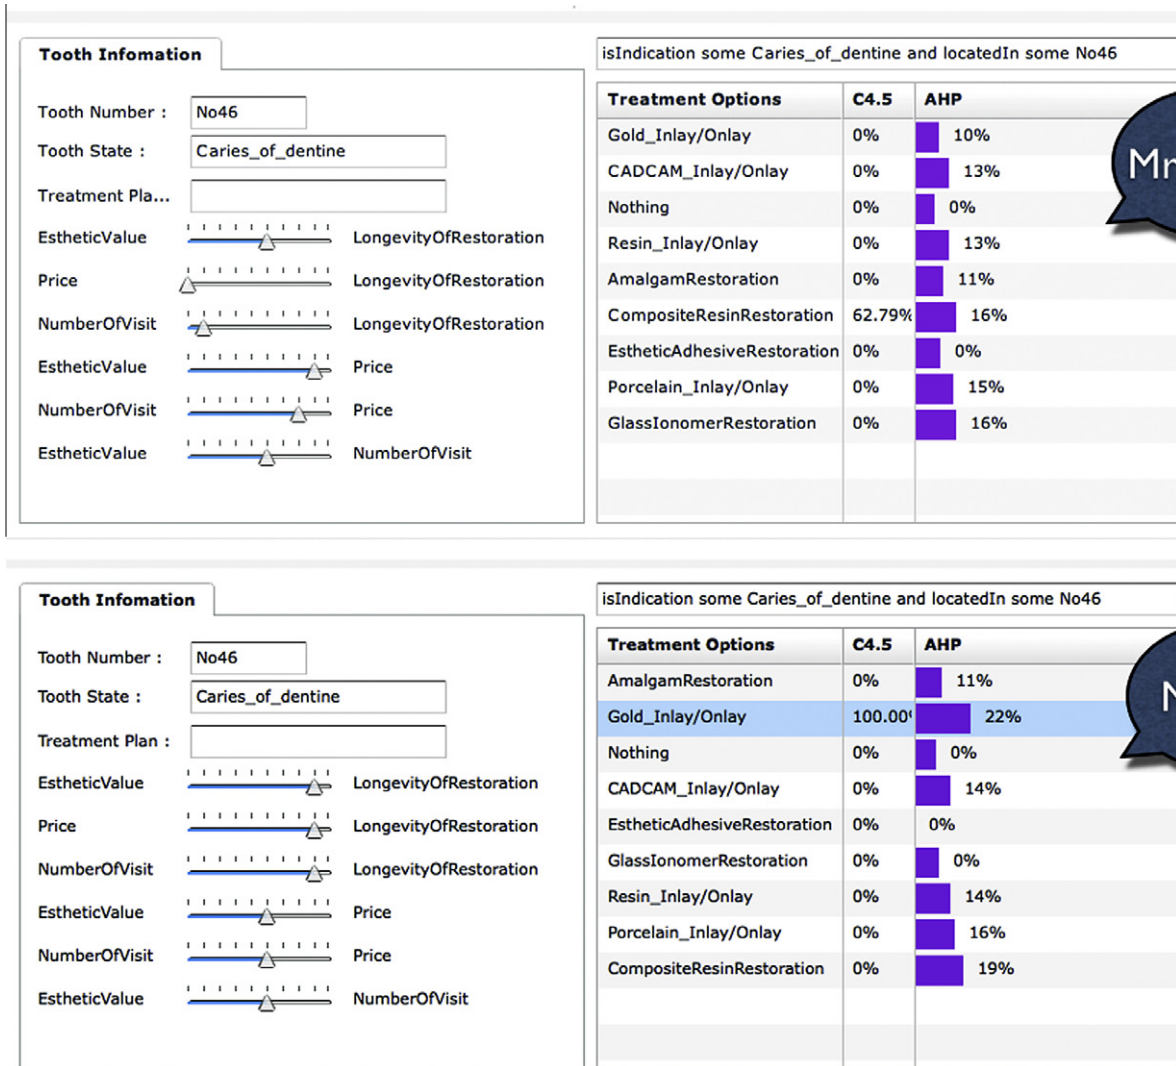 Tooth Infomation
Tooth Number :
No46
Tooth State :
Caries_of_dentine
Treatment Pla...
EstheticValue
LongevityOfRestoration
Price
LongevityOfRestoration
NumberOfVisit
LongevityOfRestoration
EstheticValue
Price
NumberOfVisit
Price
EstheticValue
NumberOfVisit
isIndication some Caries_of_dentine and locatedIn some No46
Treatment Options C4.5 AHP
Gold_Inlay/Onlay 0% 10%
CADCAM_Inlay/Onlay 0% 13%
Nothing 0% 0%
Resin_Inlay/Onlay 0% 13%
AmalgamRestoration 0% 11%
CompositeResinRestoration 62.79% 16%
EstheticAdhesiveRestoration 0% 0%
Porcelain_Inlay/Onlay 0% 15%
GlassIonomerRestoration 0% 16%
Tooth Infomation
Tooth Number :
No46
Tooth State :
Caries_of_dentine
Treatment Plan :
EstheticValue
LongevityOfRestoration
Price
LongevityOfRestoration
NumberOfVisit
LongevityOfRestoration
EstheticValue
Price
NumberOfVisit
Price
EstheticValue
NumberOfVisit
isIndication some Caries_of_dentine and locatedIn some No46
Treatment Options C4.5 AHP
AmalgamRestoration 0% 11%
Gold_Inlay/Onlay 100.00 22%
Nothing 0% 0%
CADCAM_Inlay/Onlay 0% 14%
EstheticAdhesiveRestoration 0% 0%
GlassIonomerRestoration 0% 0%
Resin_Inlay/Onlay 0% 14%
Porcelain_Inlay/Onlay 0% 16%
CompositeResinRestoration 0% 19%